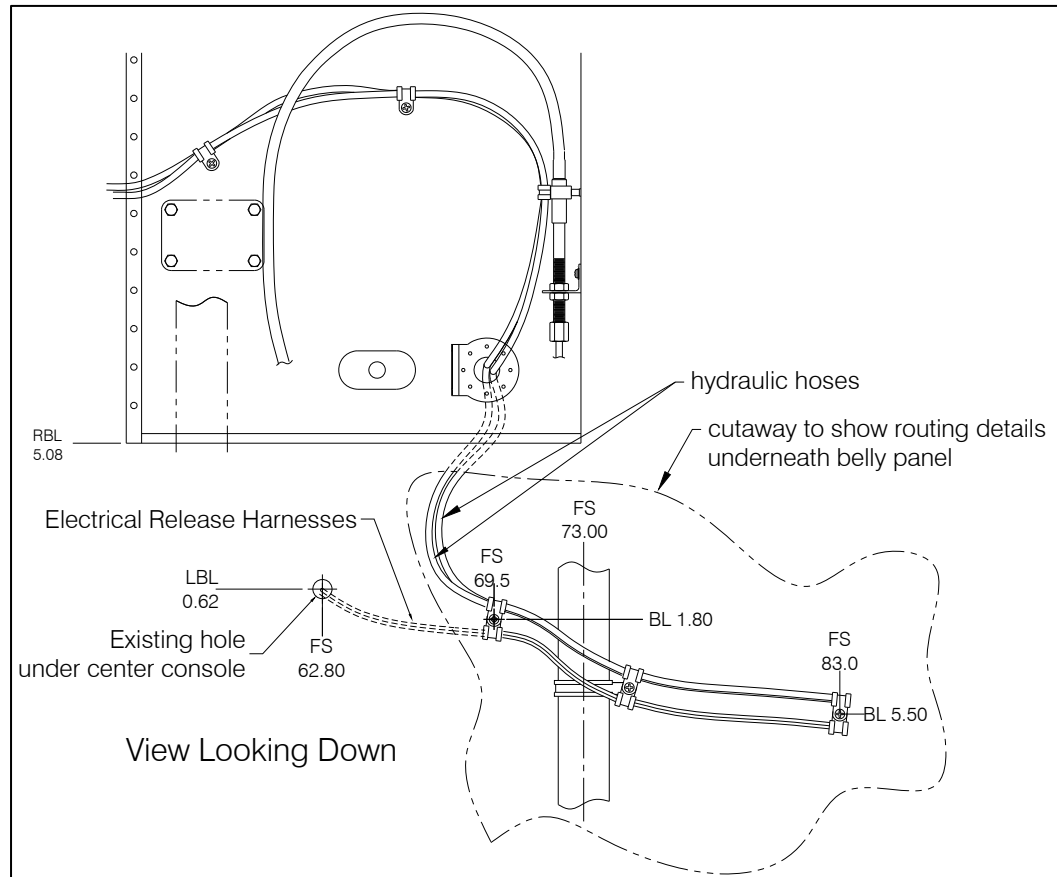 hydraulic hoses
cutaway to show routing details
underneath belly panel
RBL
5.08
FS
73.00
Electrical Release Harnesses
FS
69.5
LBL
0.62
BL 1.80
Existing hole
under center console
FS
62.80
FS
83.0
BL 5.50
View Looking Down